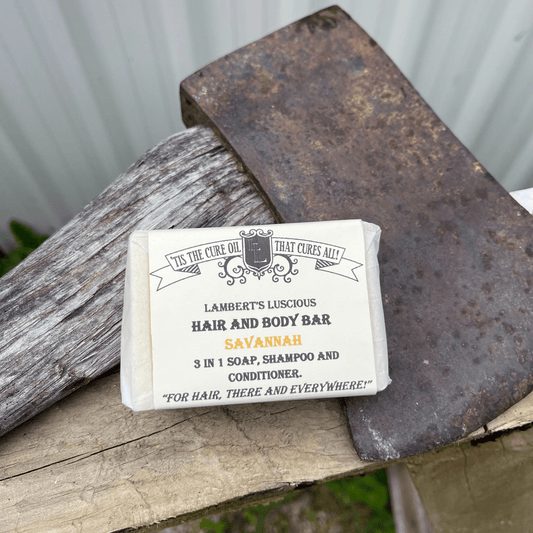 'TIS THE CURE OIL THAT CURES ALL!
LAMBERT'S LUSCIOUS
HAIR AND BODY BAR
SAVANNAH
3 IN 1 SOAP, SHAMPOO AND
CONDITIONER.
"FOR HAIR, THERE AND EVERYWHERE!"